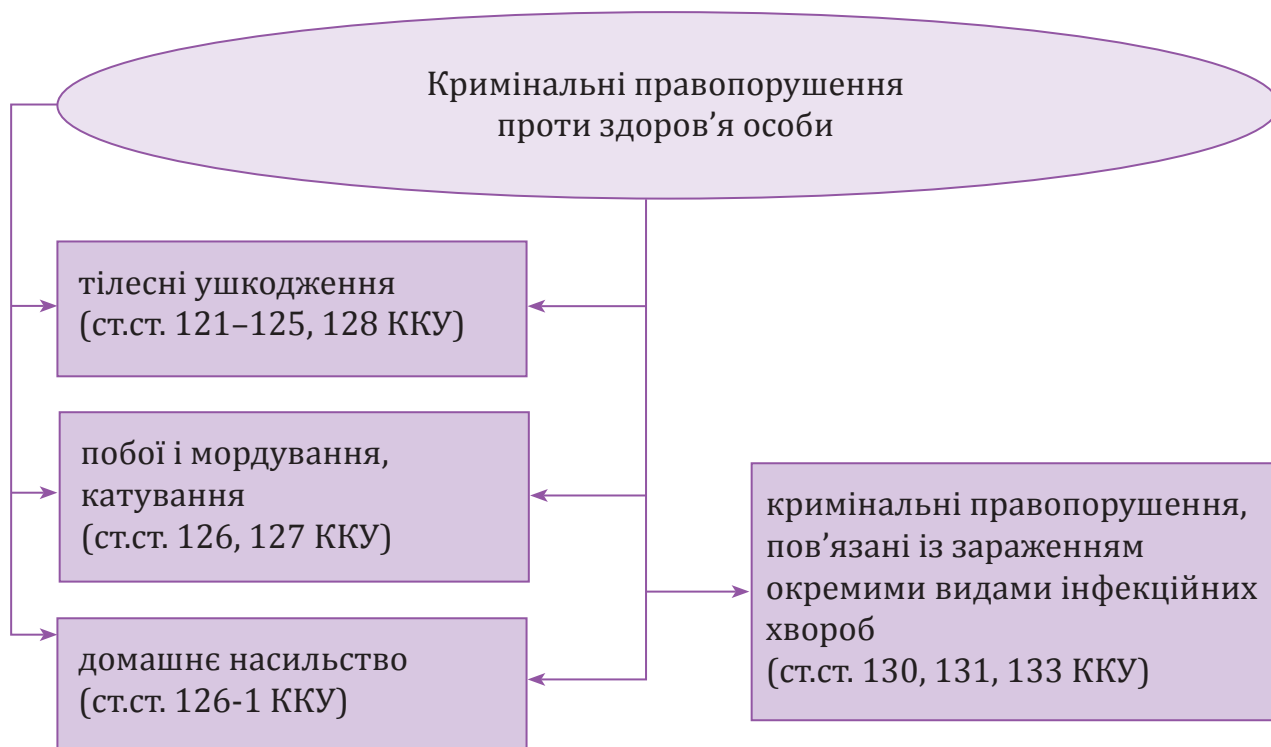 Кримінальні правопорушення
проти здоров’я особи
тілесні ушкодження
(ст.ст. 121–125, 128 ККУ)
побої і мордування,
катування
(ст.ст. 126, 127 ККУ)
домашнє насильство
(ст.ст. 126-1 ККУ)
кримінальні правопорушення,
пов’язані із зараженням
окремими видами інфекційних
хвороб
(ст.ст. 130, 131, 133 ККУ)